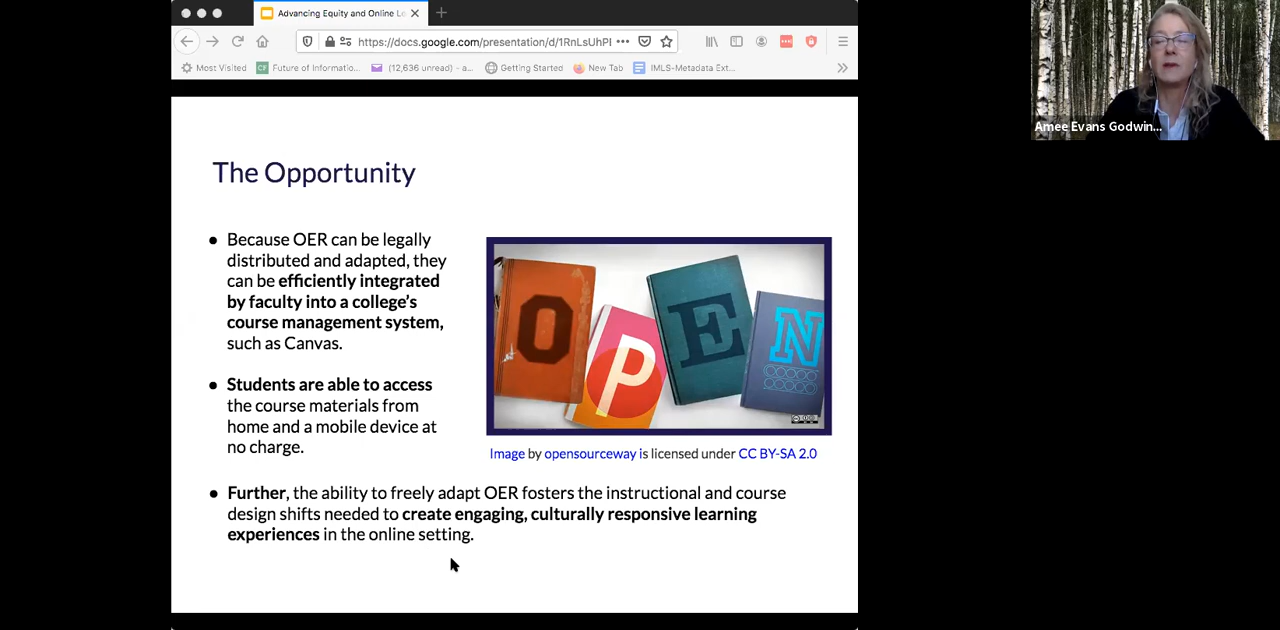 Advancing Equity and Online Le
https://docs.google.com/presentation/d/1RnLsUhPI
Most Visited
Future of Informatio...
(12,636 unread) - a...
Getting Started
New Tab
IMLS-Metadata Ext...
Amee Evans Godwin...
The Opportunity
• Because OER can be legally
distributed and adapted, they
can be efficiently integrated
by faculty into a college's
course management system,
such as Canvas.
• Students are able to access
the course materials from
home and a mobile device at
no charge.
O
P
E
N
Image by opensourceway is licensed under CC BY-SA 2.0
• Further, the ability to freely adapt OER fosters the instructional and course
design shifts needed to create engaging, culturally responsive learning
experiences in the online setting.